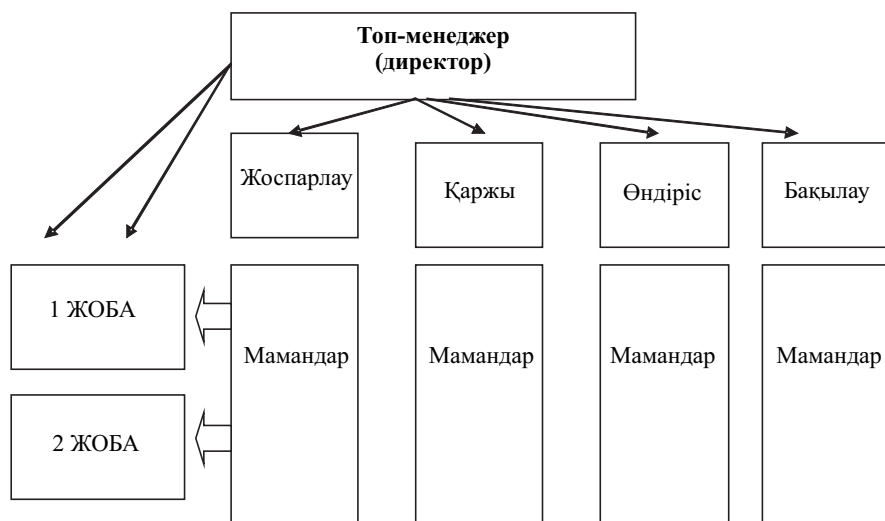 Топ-менеджер
(директор)
Жоспарлау
Қаржы
Өндіріс
Бақылау
1 ЖОБА
Мамандар
Мамандар
Мамандар
Мамандар
2 ЖОБА